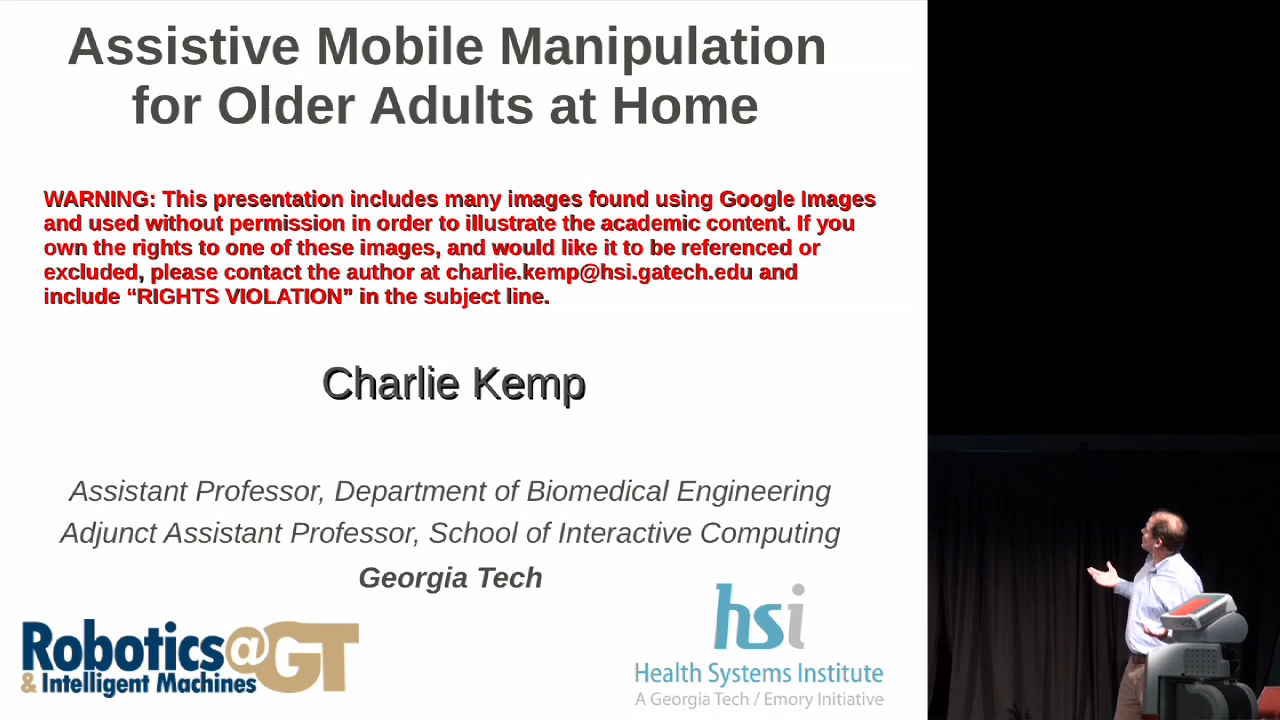 Assistive Mobile Manipulation
for Older Adults at Home
WARNING: This presentation includes many images found using Google Images
and used without permission in order to illustrate the academic content. If you
own the rights to one of these images, and would like it to be referenced or
excluded, please contact the author at charlie.kemp@hsi.gatech.edu and
include “RIGHTS VIOLATION” in the subject line.
Charlie Kemp
Assistant Professor, Department of Biomedical Engineering
Adjunct Assistant Professor, School of Interactive Computing
Georgia Tech
Robotics@GT
& Intelligent Machines
hsi
Health Systems Institute
A Georgia Tech / Emory Initiative